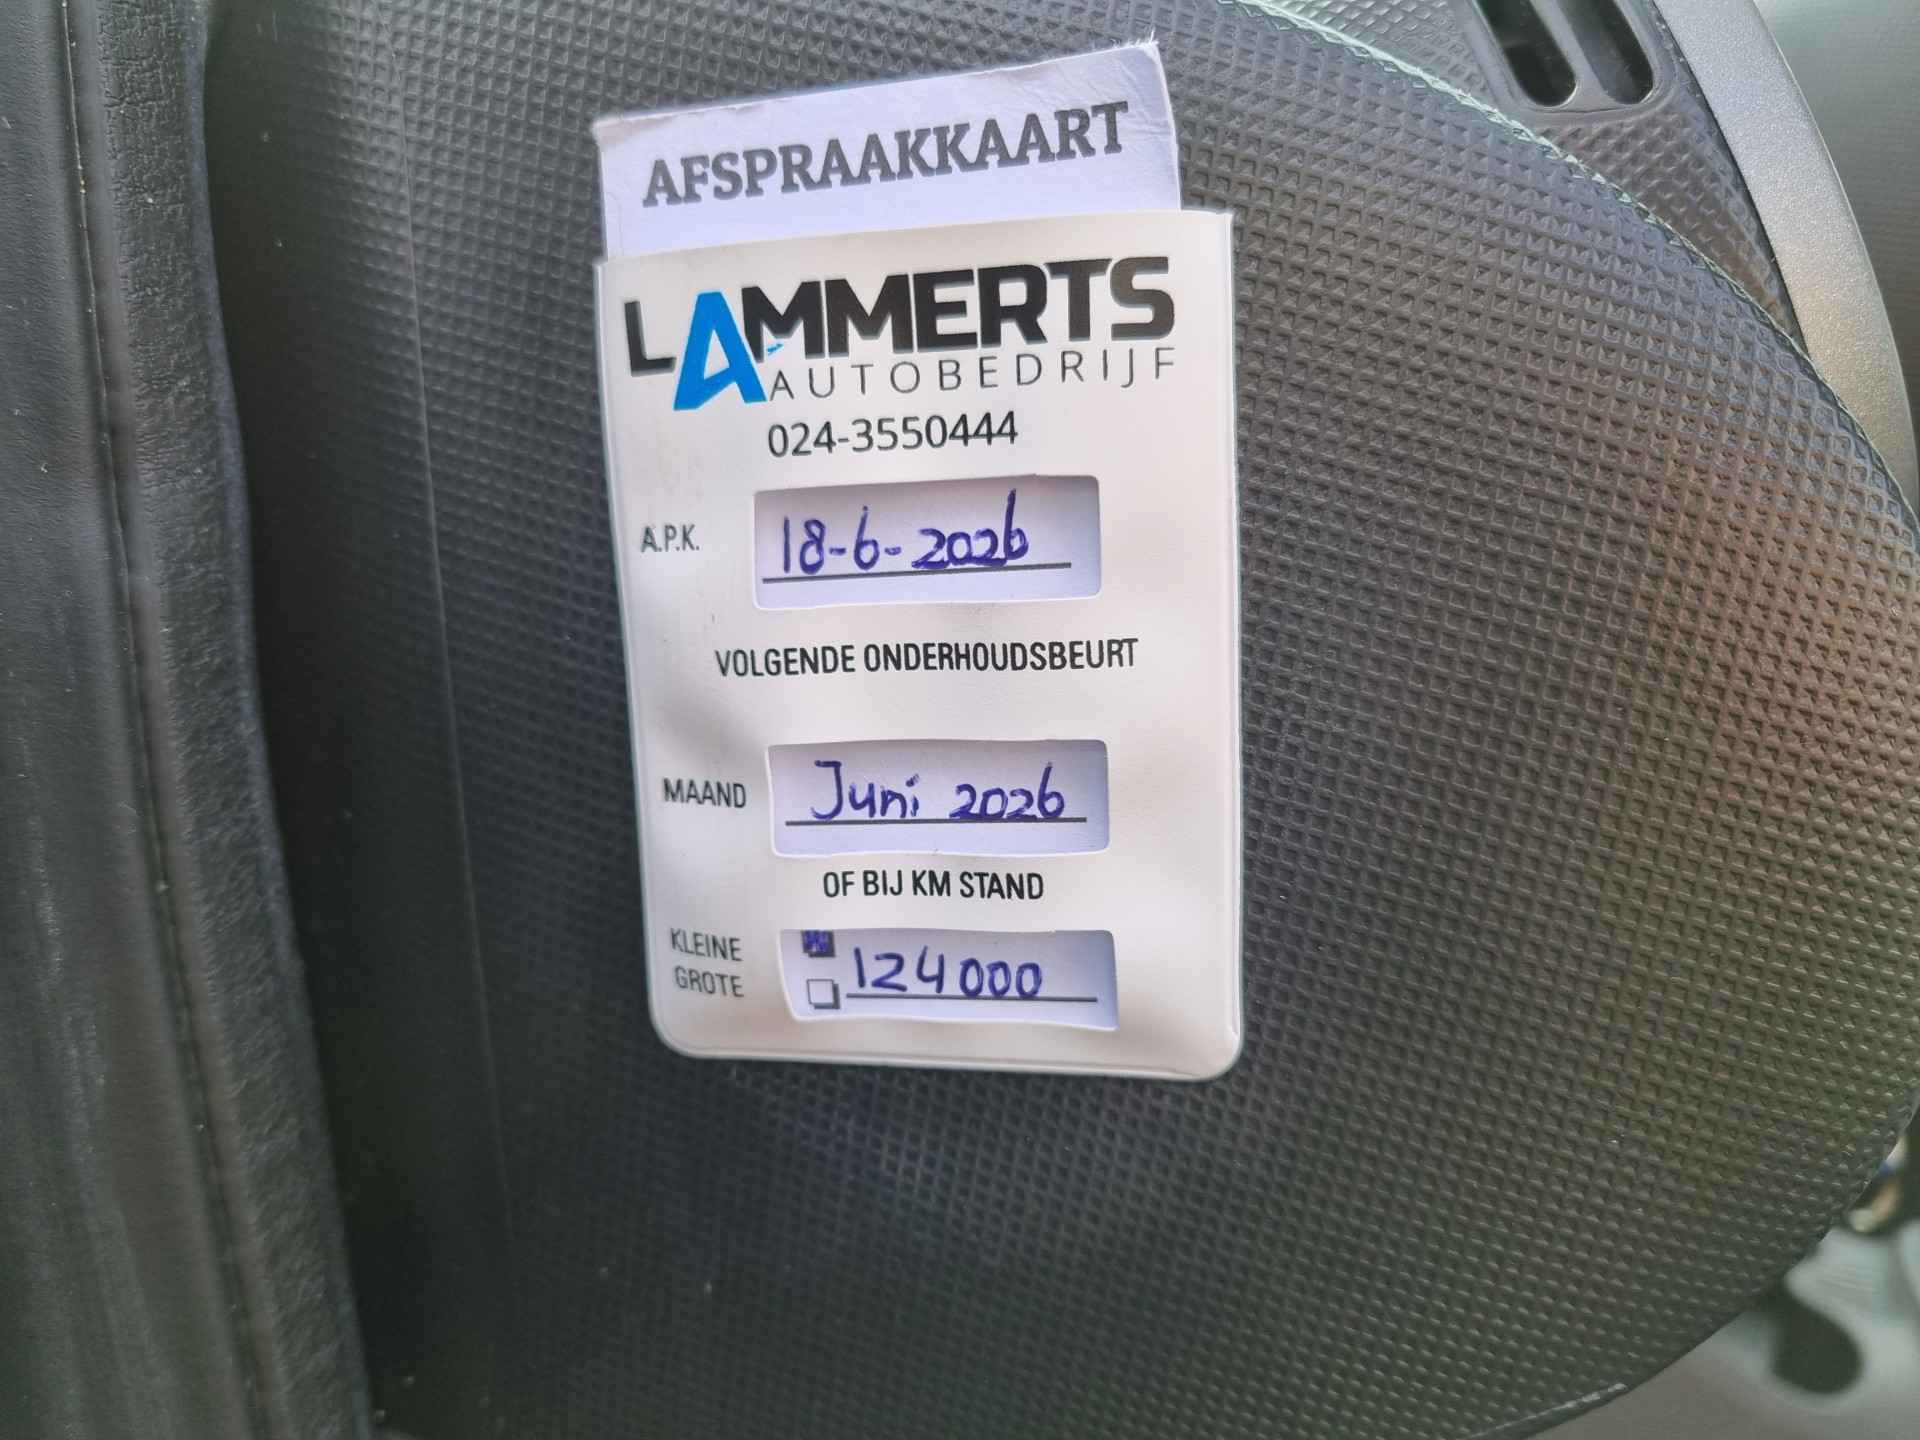 AFSPRAAKKAART
LAMMERTS
AUTOBEDRIJF
024-3550444
A.P.K. 18-6-2026
VOLGENDE ONDERHOUDSBEURT
MAAND Juni 2026
OF BIJ KM STAND
KLEINE
GROTE 124000